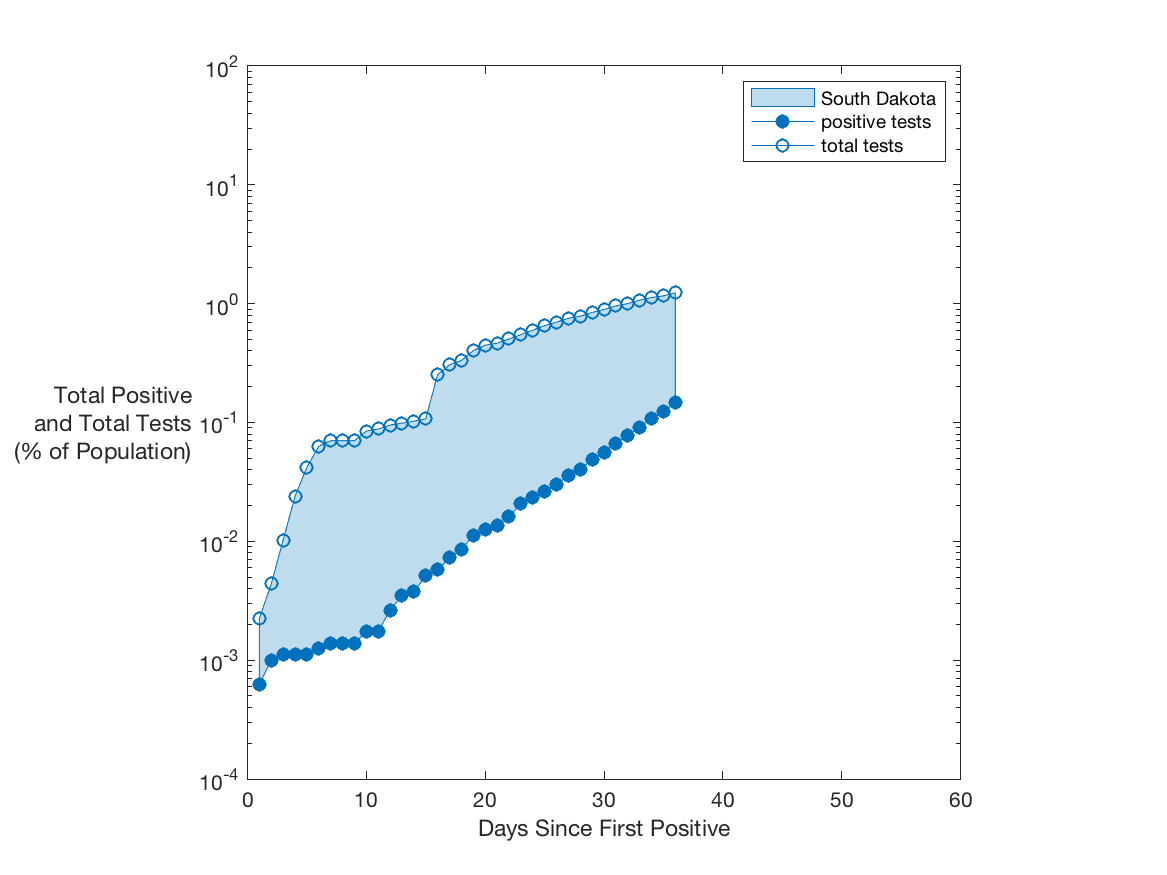 10^2
10^1
10^0
10^-1
10^-2
10^-3
10^-4
Total Positive
and Total Tests
(% of Population)
South Dakota
positive tests
total tests
0 10 20 30 40 50 60
Days Since First Positive